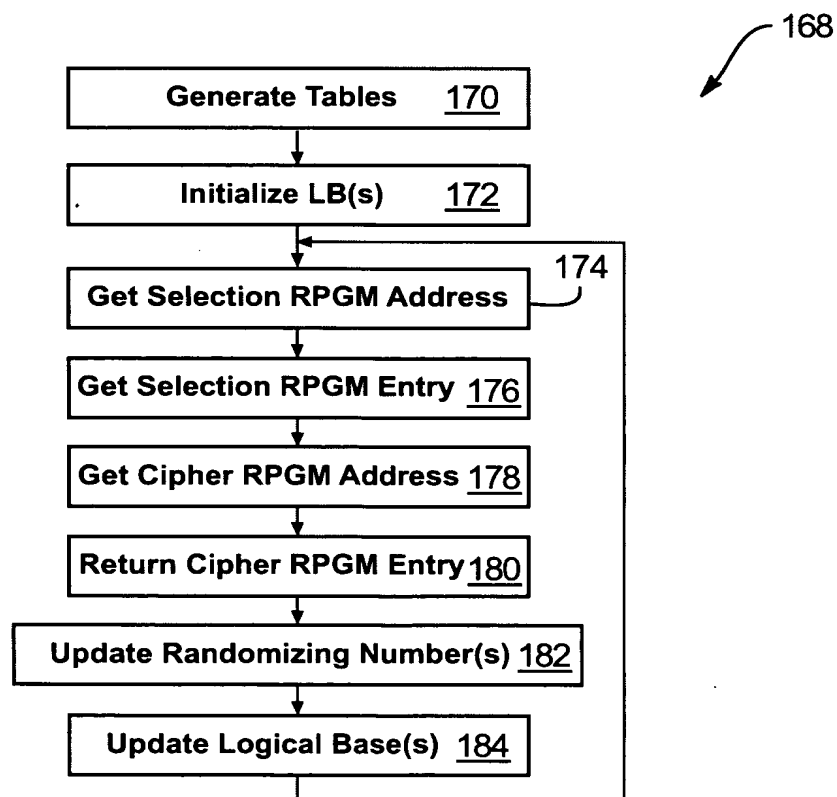 168
Generate Tables 170
Initialize LB(s) 172
174
Get Selection RPGM Address
Get Selection RPGM Entry 176
Get Cipher RPGM Address 178
Return Cipher RPGM Entry 180
Update Randomizing Number(s) 182
Update Logical Base(s) 184